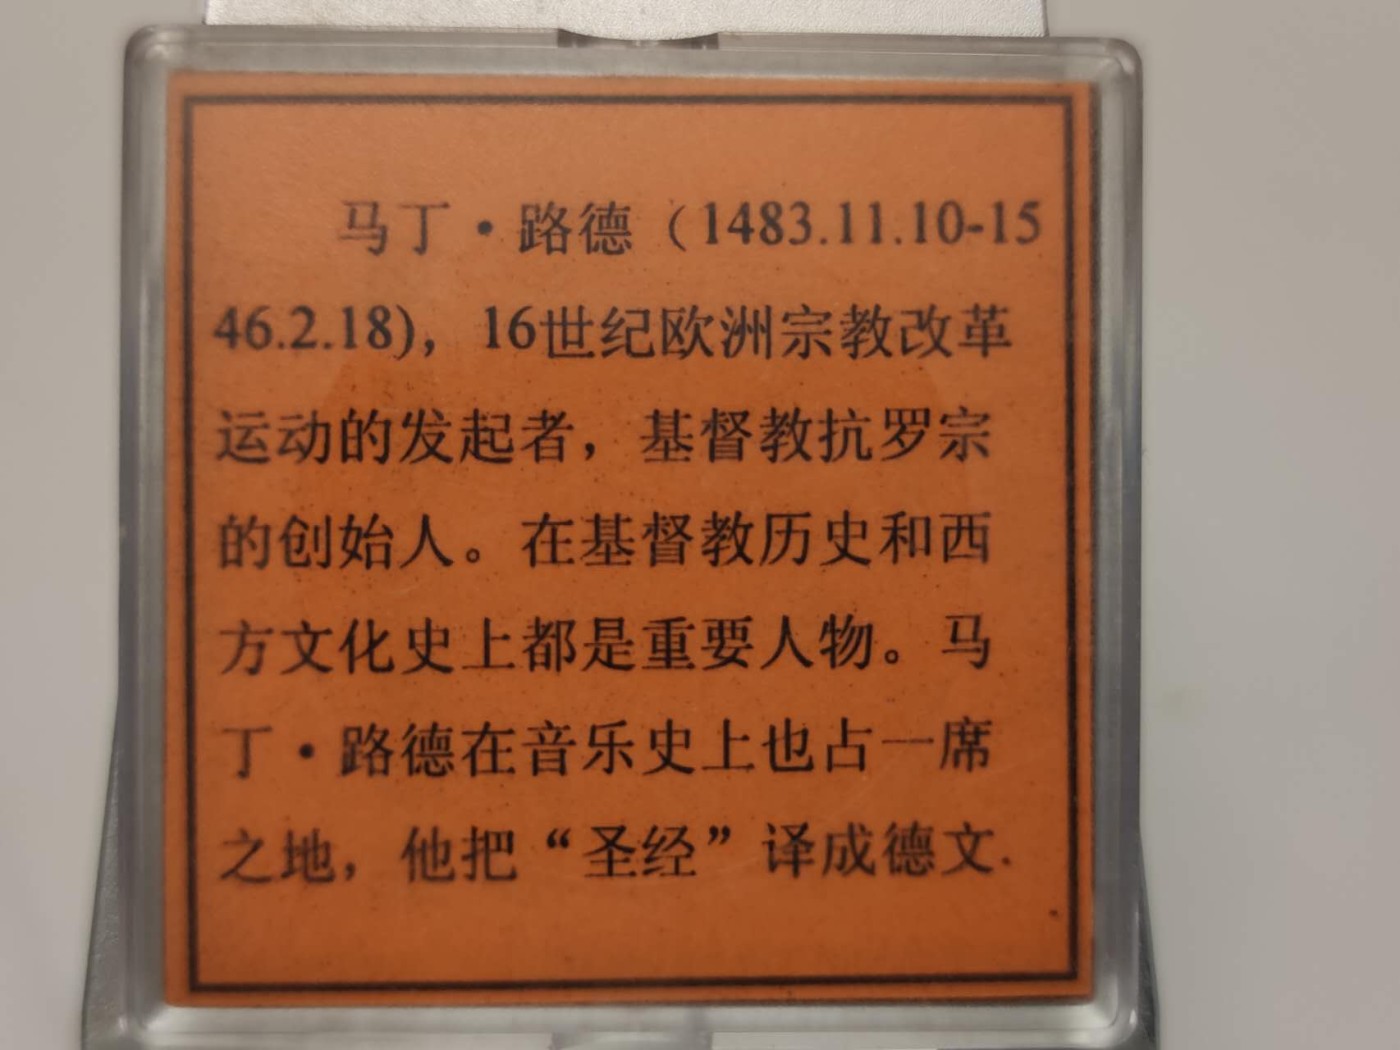 马丁·路德（1483.11.10-15
46.2.18)，16世纪欧洲宗教改革
运动的发起者，基督教抗罗宗
的创始人。在基督教历史和西
方文化史上都是重要人物。马
丁·路德在音乐史上也占一席
之地，他把“圣经”译成德文.